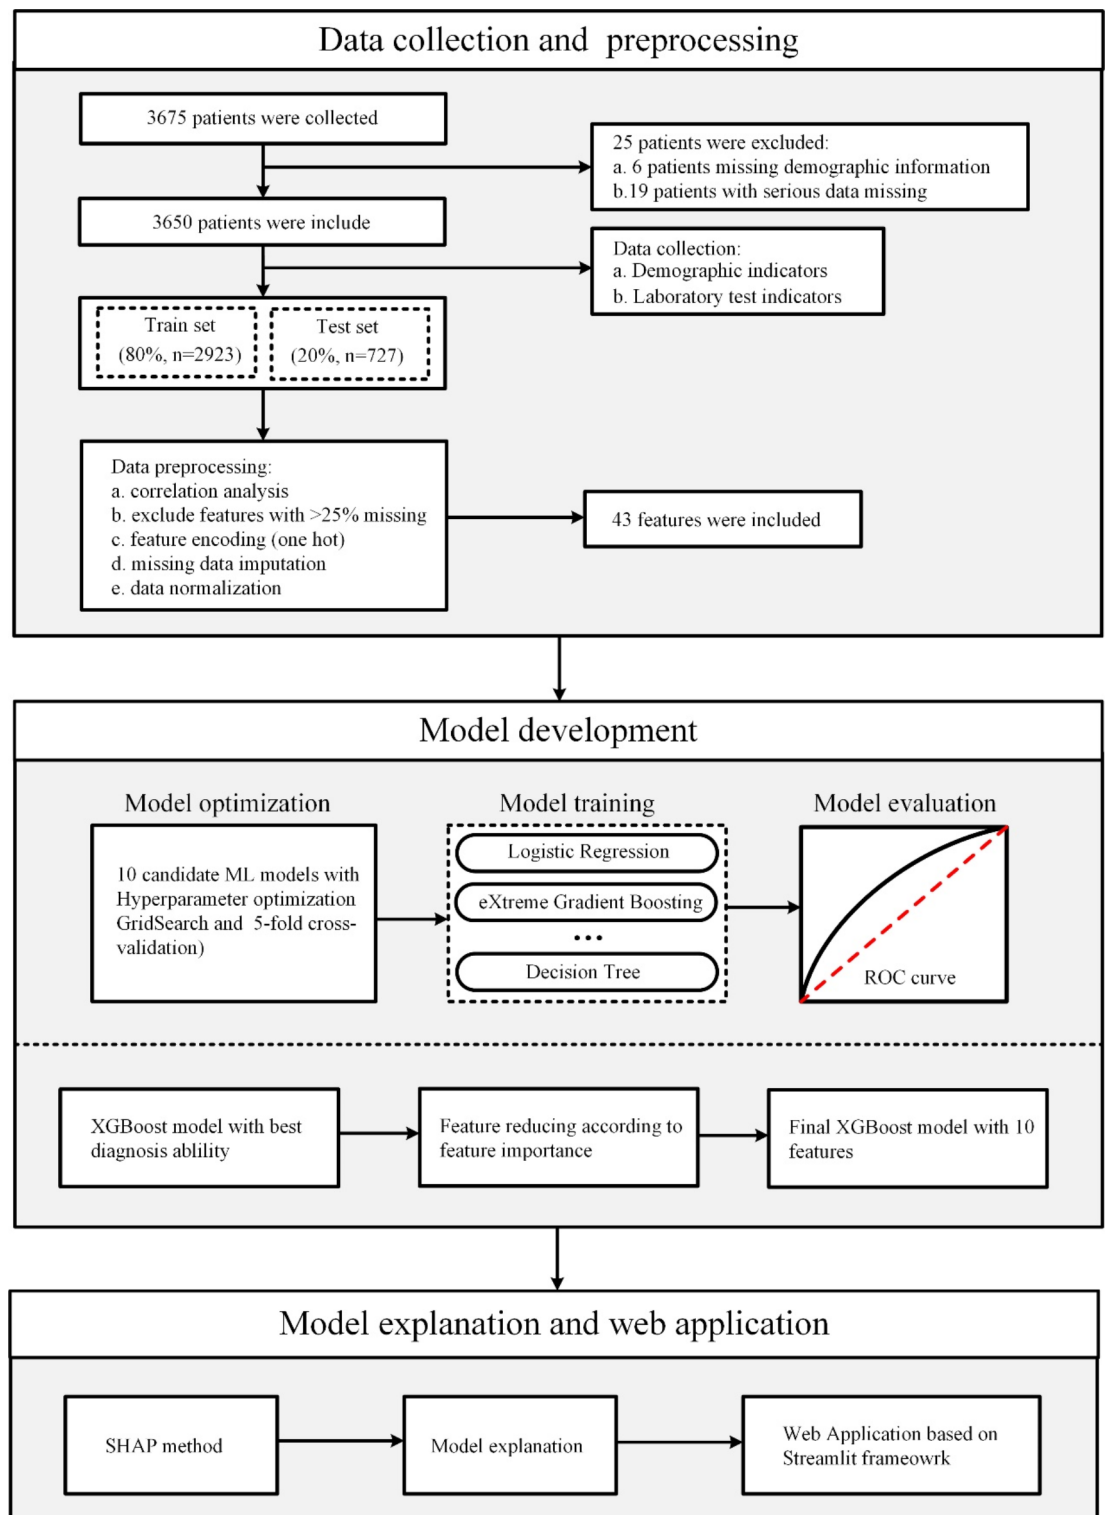 Data collection and preprocessing
3675 patients were collected
25 patients were excluded:
a. 6 patients missing demographic information
b.19 patients with serious data missing
3650 patients were include
Data collection:
a. Demographic indicators
b. Laboratory test indicators
Train set
(80%, n=2923)
Test set
(20%, n=727)
Data preprocessing:
a. correlation analysis
b. exclude features with >25% missing
c. feature encoding (one hot)
d. missing data imputation
e. data normalization
43 features were included
Model development
Model optimization
10 candidate ML models with
Hyperparameter optimization
GridSearch and 5-fold cross-
validation)
Model training
Logistic Regression
eXtreme Gradient Boosting
...
Decision Tree
Model evaluation
ROC curve
XGBoost model with best
diagnosis ablility
Feature reducing according to
feature importance
Final XGBoost model with 10
features
Model explanation and web application
SHAP method
Model explanation
Web Application based on
Streamlit frameowrk